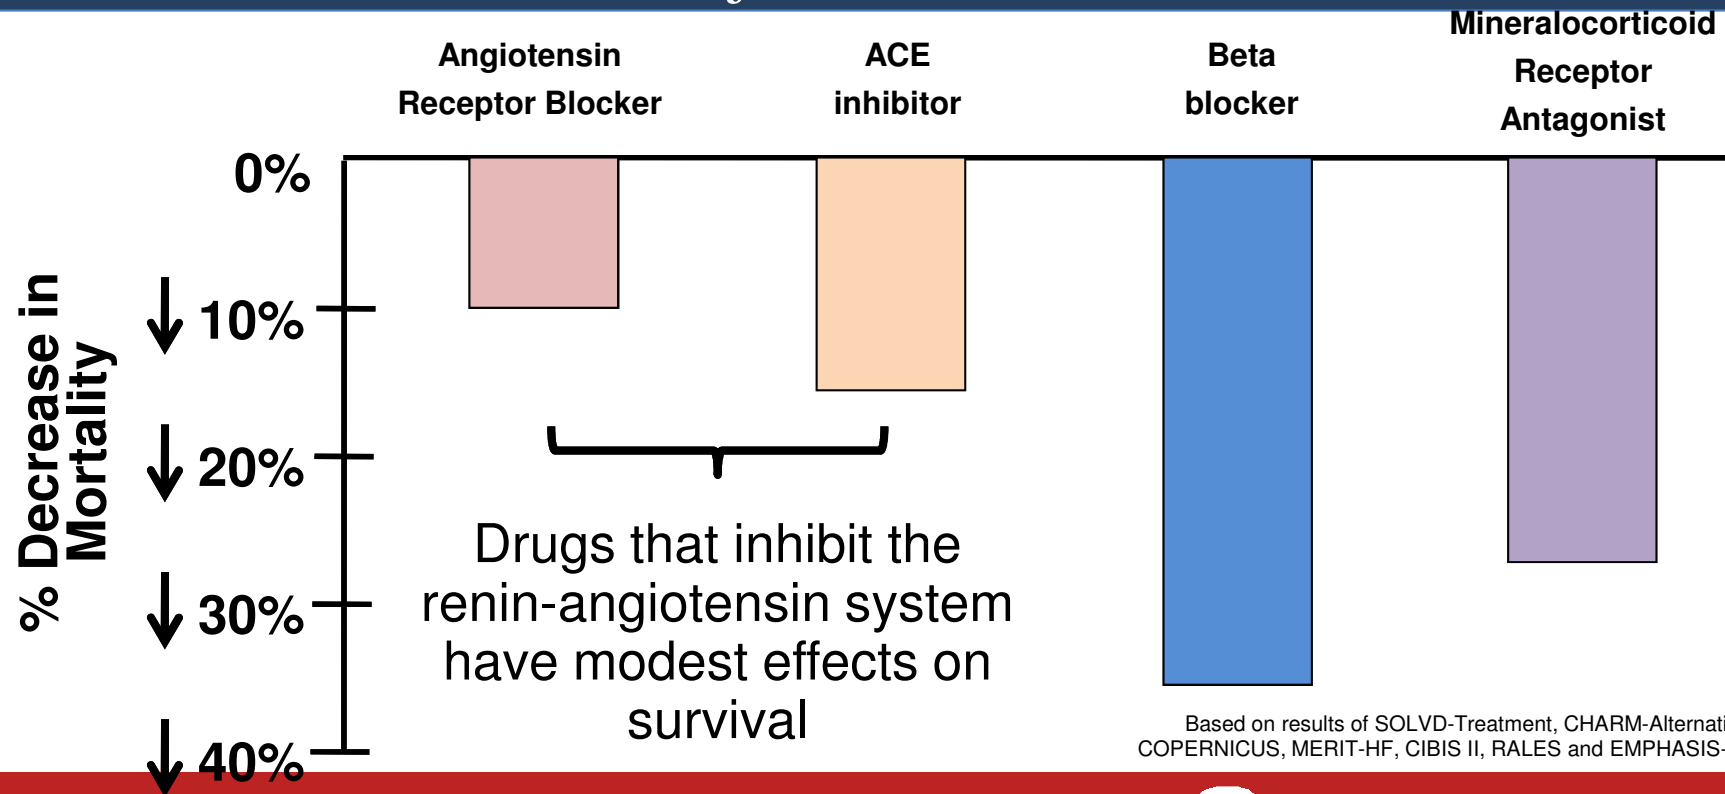 Angiotensin
Receptor Blocker
ACE
inhibitor
Beta
blocker
Mineralocorticoid
Receptor
Antagonist
0%
10%
20%
30%
40%
% Decrease in
Mortality
Drugs that inhibit the
renin-angiotensin system
have modest effects on
survival
Based on results of SOLVD-Treatment, CHARM-Alternati
COPERNICUS, MERIT-HF, CIBIS II, RALES and EMPHASIS-